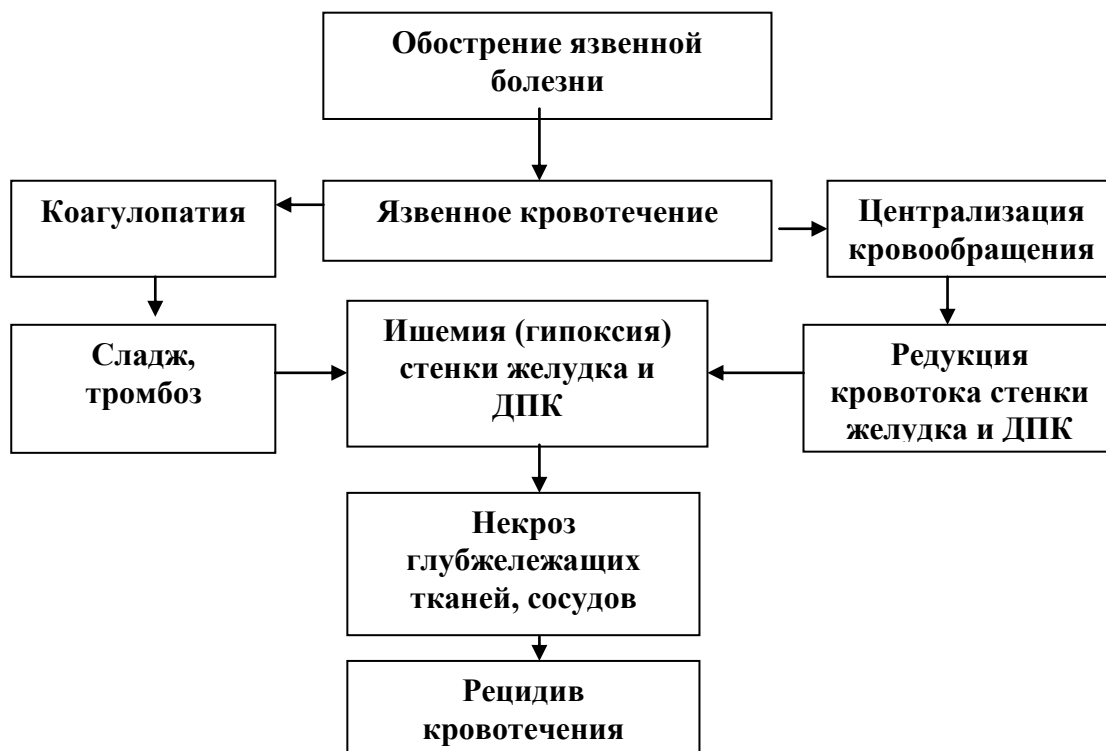 Обострение язвенной
болезни
Коагулопатия
Язвенное кровотечение
Централизация
кровообращения
Сладж,
тромбоз
Ишемия (гипоксия)
стенки желудка и
ДПК
Редукция
кровотока стенки
желудка и ДПК
Некроз
глубжележащих
тканей, сосудов
Рецидив
кровотечения